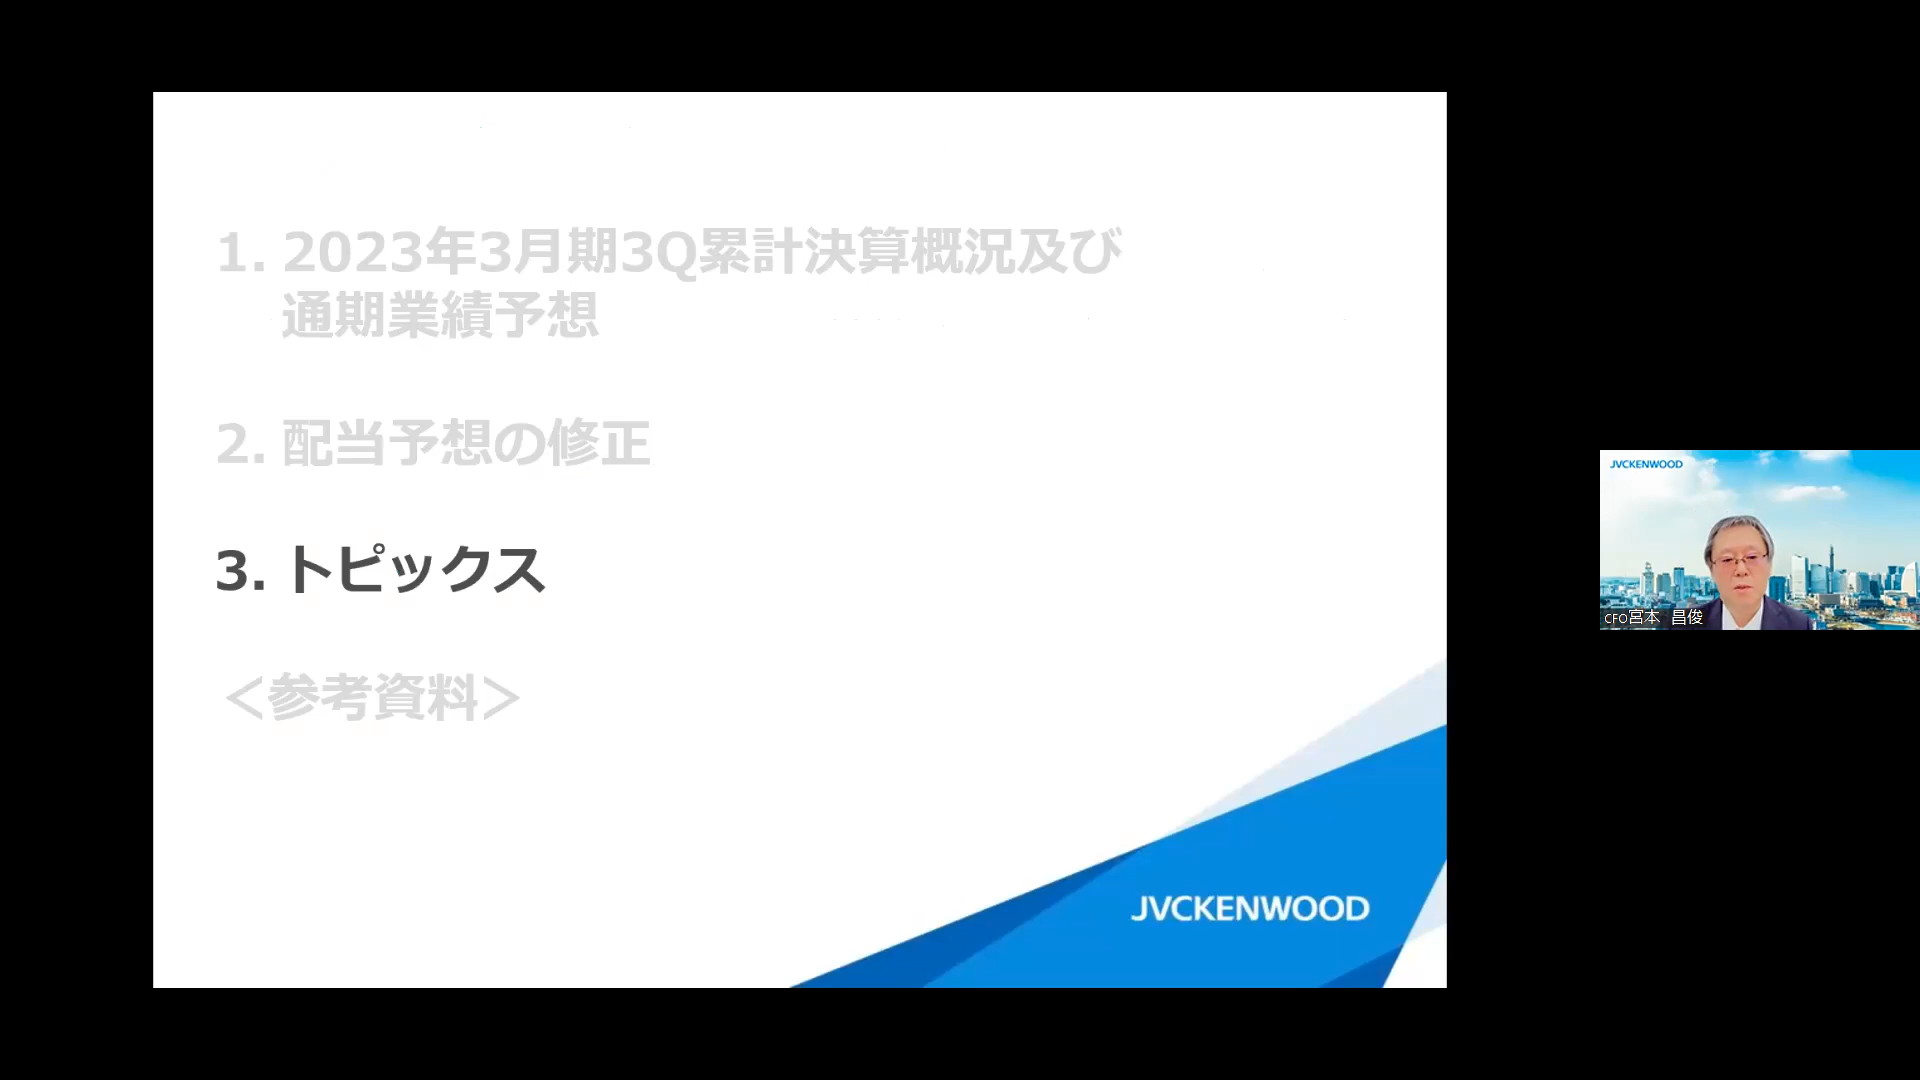 1. 2023年3月期3Q累計決算概況及び
通期業績予想
2. 配当予想の修正
3. トピックス
＜参考資料＞
JVCKENWOOD
JVCKENWOOD
CFO宮本 昌俊